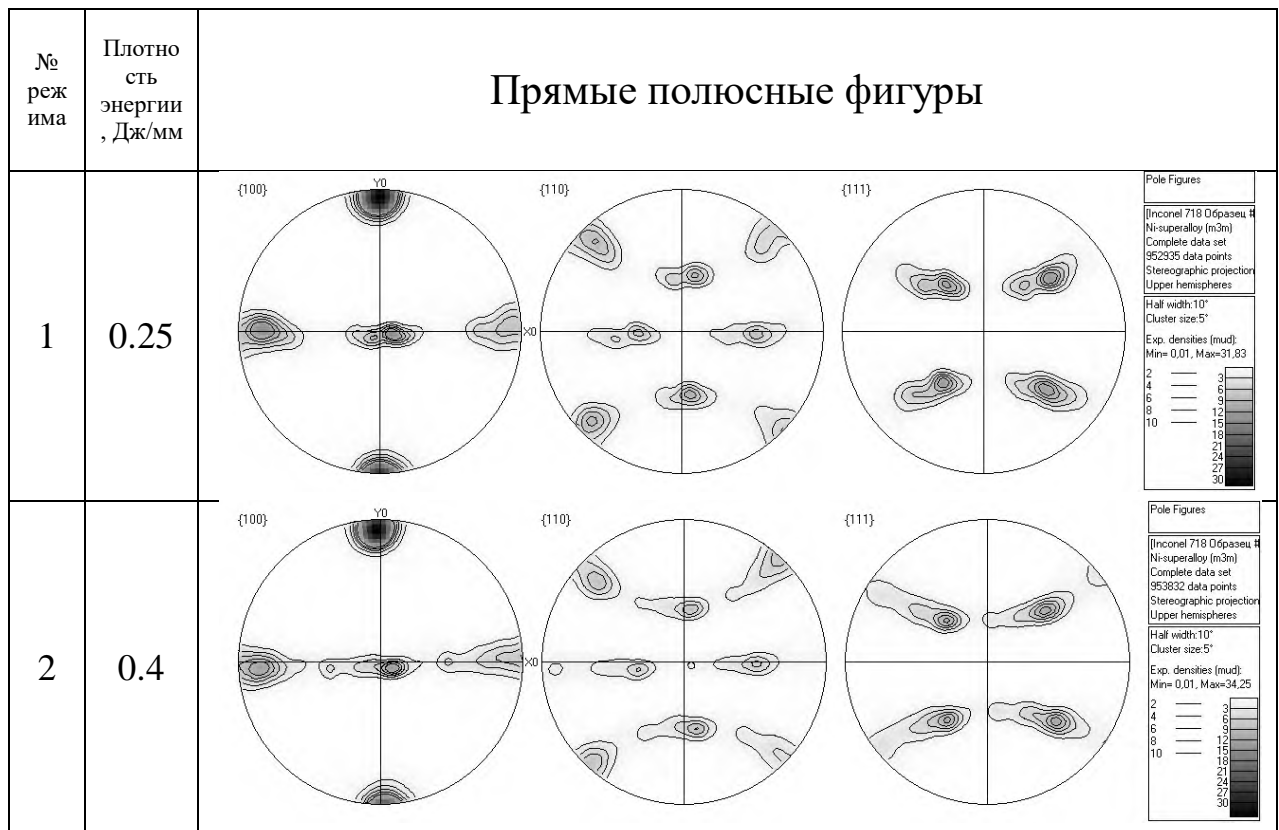 №
реж
има
Плотно
сть
энергии
, Дж/мм
Прямые полюсные фигуры
1
0.25
{100}
Y0
X0
{110}
{111}
Pole Figures
[Inconel 718 Образец #
Ni-superalloy (m3m)
Complete data set
952935 data points
Stereographic projection
Upper hemispheres
Half width:10°
Cluster size:5°
Exp. densities (mud):
Min= 0,01, Max=31,83
2
4
6
8
10
3
6
9
12
15
18
21
24
27
30
2
0.4
{100}
Y0
X0
{110}
{111}
Pole Figures
[Inconel 718 Образец #
Ni-superalloy (m3m)
Complete data set
953832 data points
Stereographic projection
Upper hemispheres
Half width:10°
Cluster size:5°
Exp. densities (mud):
Min= 0,01, Max=34,25
2
4
6
8
10
3
6
9
12
15
18
21
24
27
30